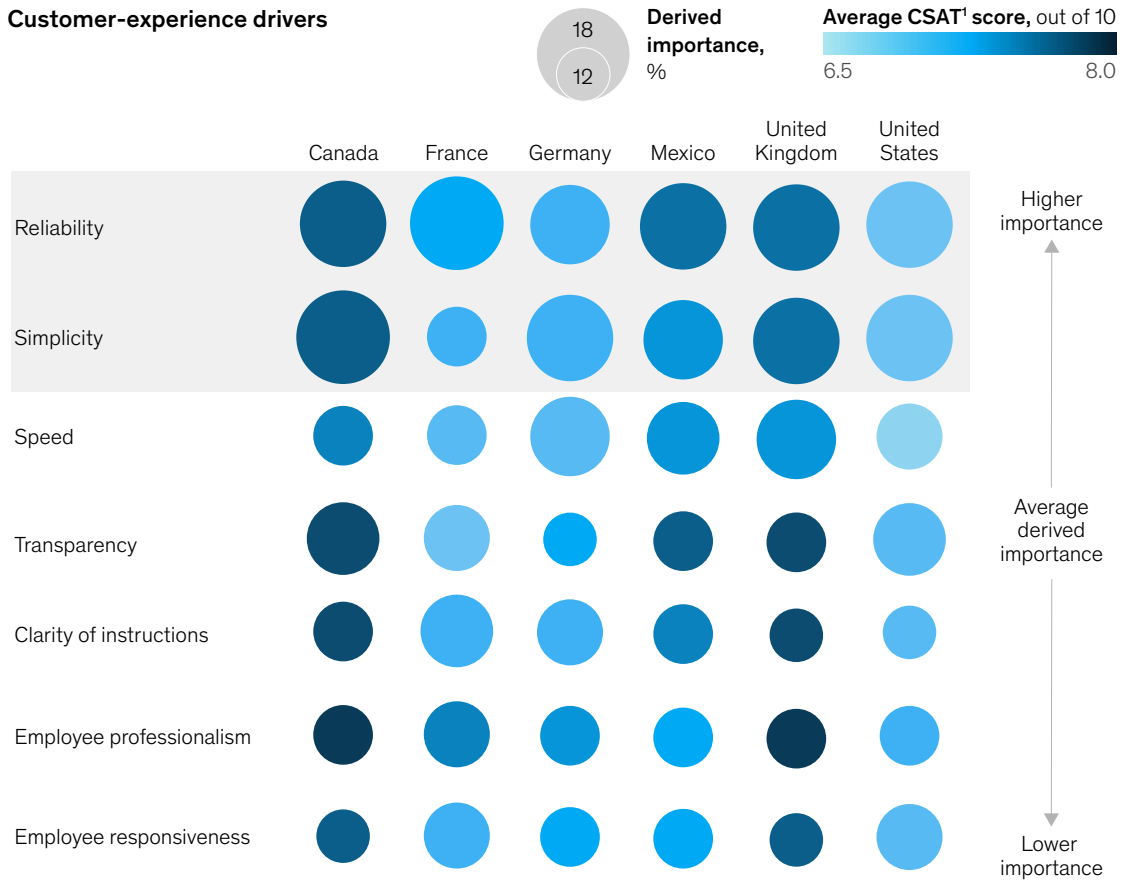 Customer-experience drivers
18
12
Derived
importance,
%
Average CSAT¹ score, out of 10
6.5
8.0
Canada
France
Germany
Mexico
United
Kingdom
United
States
Reliability
Simplicity
Speed
Transparency
Clarity of instructions
Employee professionalism
Employee responsiveness
Higher
importance
Average
derived
importance
Lower
importance